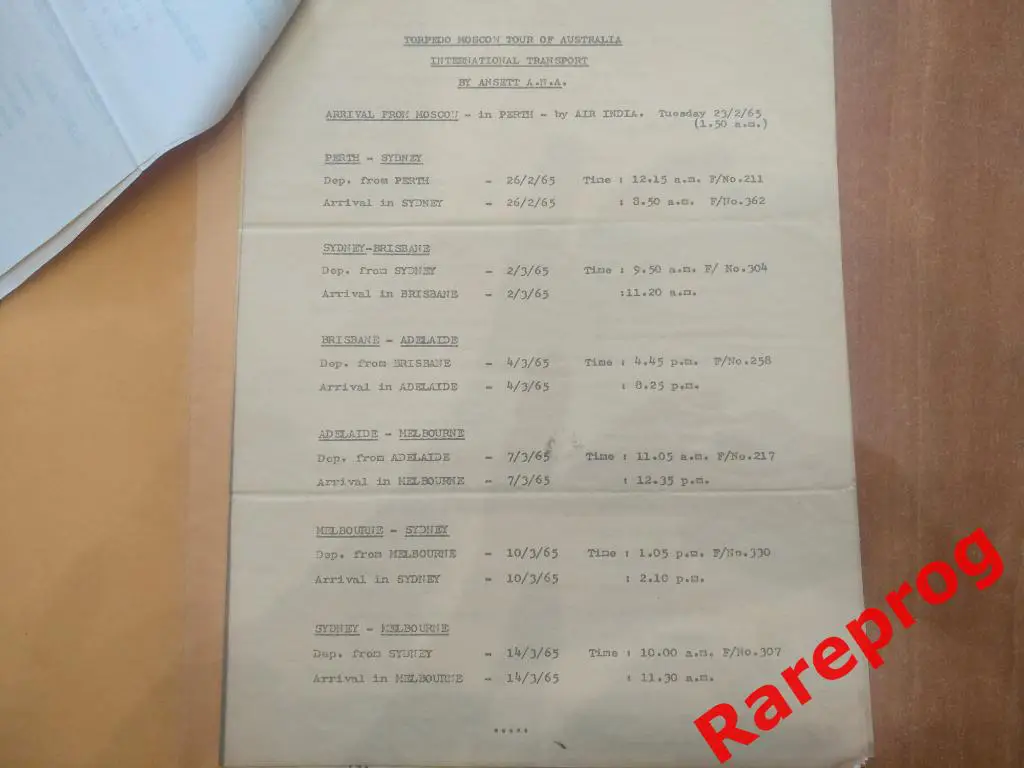 TORPEDO MOSCOW TOUR OF AUSTRALIA
INTERNATIONAL TRANSPORT
BY ANSETT A.N.A.
ARRIVAL FROM MOSCOW - in PERTH - by AIR INDIA. Tuesday 23/2/65
(1.50 a.m.)
PERTH - SYDNEY
Dep. from PERTH - 26/2/65 Time : 12.15 a.m. F/No.211
Arrival in SYDNEY - 26/2/65 : 8.50 a.m. F/No.362
SYDNEY-BRISBANE
Dep. from SYDNEY - 2/3/65 Time : 9.50 a.m. F/ No.304
Arrival in BRISBANE - 2/3/65 :11.20 a.m.
BRISBANE - ADELAIDE
Dep. from BRISBANE - 4/3/65 Time : 4.45 p.m. F/No.258
Arrival in ADELAIDE - 4/3/65 : 8.25 p.m.
ADELAIDE - MELBOURNE
Dep. from ADELAIDE - 7/3/65 Time : 11.05 a.m. F/No.217
Arrival in MELBOURNE - 7/3/65 : 12.35 p.m.
MELBOURNE - SYDNEY
Dep. from MELBOURNE - 10/3/65 Time : 1.05 p.m. F/No.330
Arrival in SYDNEY - 10/3/65 : 2.10 p.m.
SYDNEY - MELBOURNE
Dep. from SYDNEY - 14/3/65 Time : 10.00 a.m. F/No.307
Arrival in MELBOURNE - 14/3/65 : 11.30 a.m.
*****
Rareprog